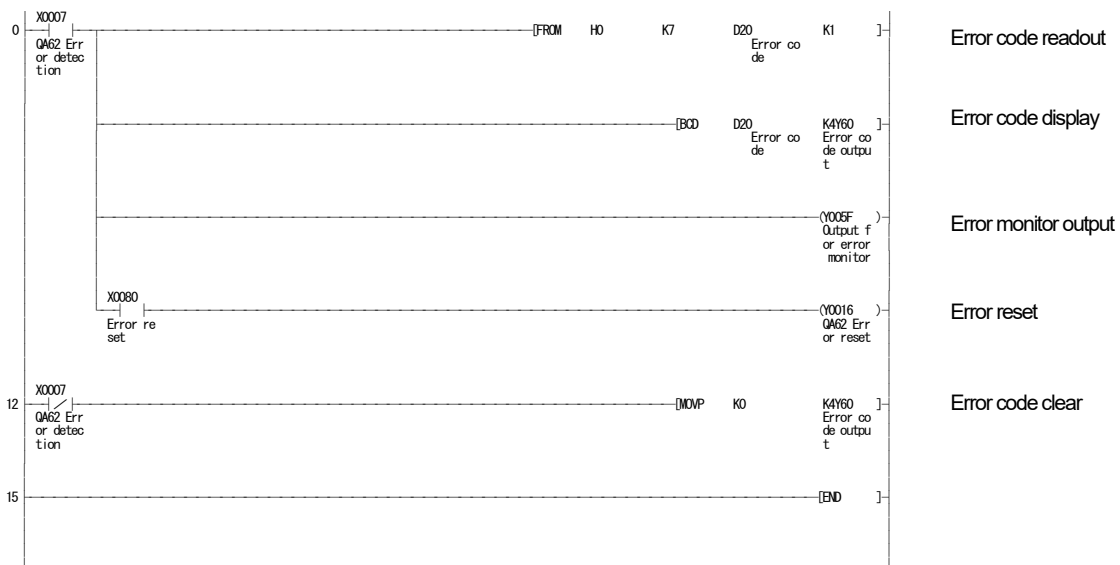 X0007
0 [FROM H0 K7 D20 K1 ] Error code readout
QA62 Err Error co
or detec de
tion
[BCD D20 K4Y60 ] Error code display
Error co Error co
de de outpu
t
(Y005F ) Error monitor output
Output f
or error
monitor
X0080
(Y0016 ) Error reset
Error re QA62 Err
set or reset
X0007
12 [MOVP K0 K4Y60 ] Error code clear
QA62 Err Error co
or detec de outpu
tion t
15 [END ]